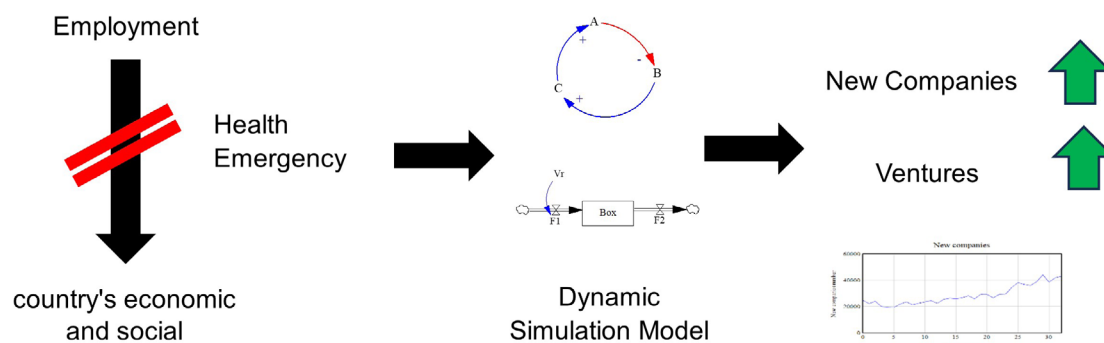 Employment
Health
Emergency
country's economic
and social
A
+
-
B
C
+
Vr
Box
F1
F2
Dynamic
Simulation Model
New Companies
Ventures
New companies
60000
40000
20000
0
0
5
10
15
20
25
30